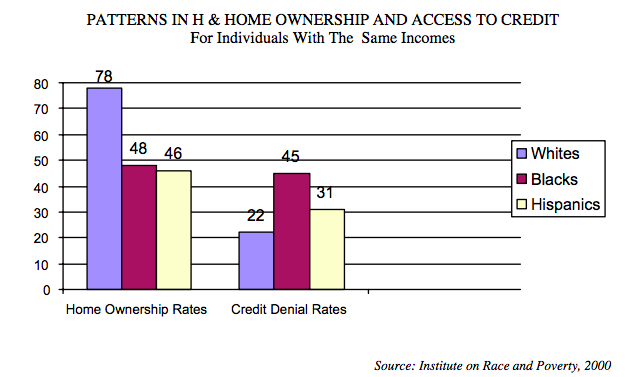 PATTERNS IN H & HOME OWNERSHIP AND ACCESS TO CREDIT
For Individuals With The Same Incomes
80
70
60
50
40
30
20
10
0
78
48
46
22
45
31
Home Ownership Rates
Credit Denial Rates
Whites
Blacks
Hispanics
Source: Institute on Race and Poverty, 2000